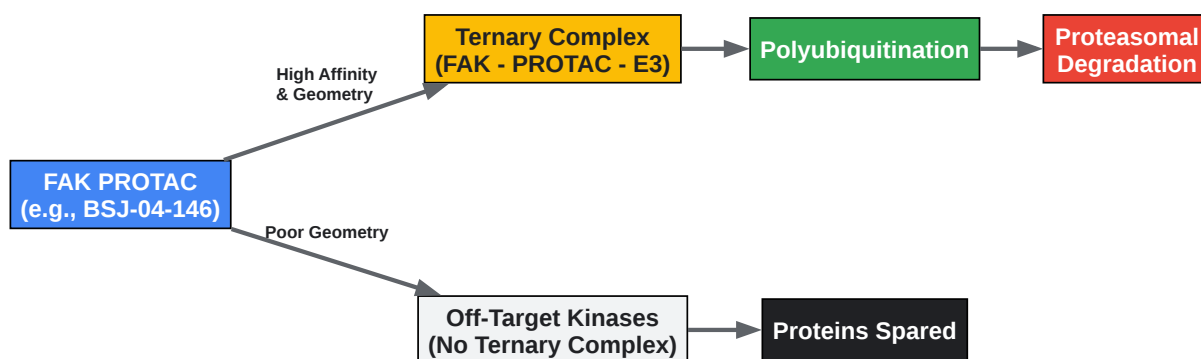 Ternary Complex
(FAK - PROTAC - E3)
Polyubiquitination
Proteasomal
Degradation
High Affinity
& Geometry
FAK PROTAC
(e.g., BSJ-04-146)
Poor Geometry
Off-Target Kinases
(No Ternary Complex)
Proteins Spared